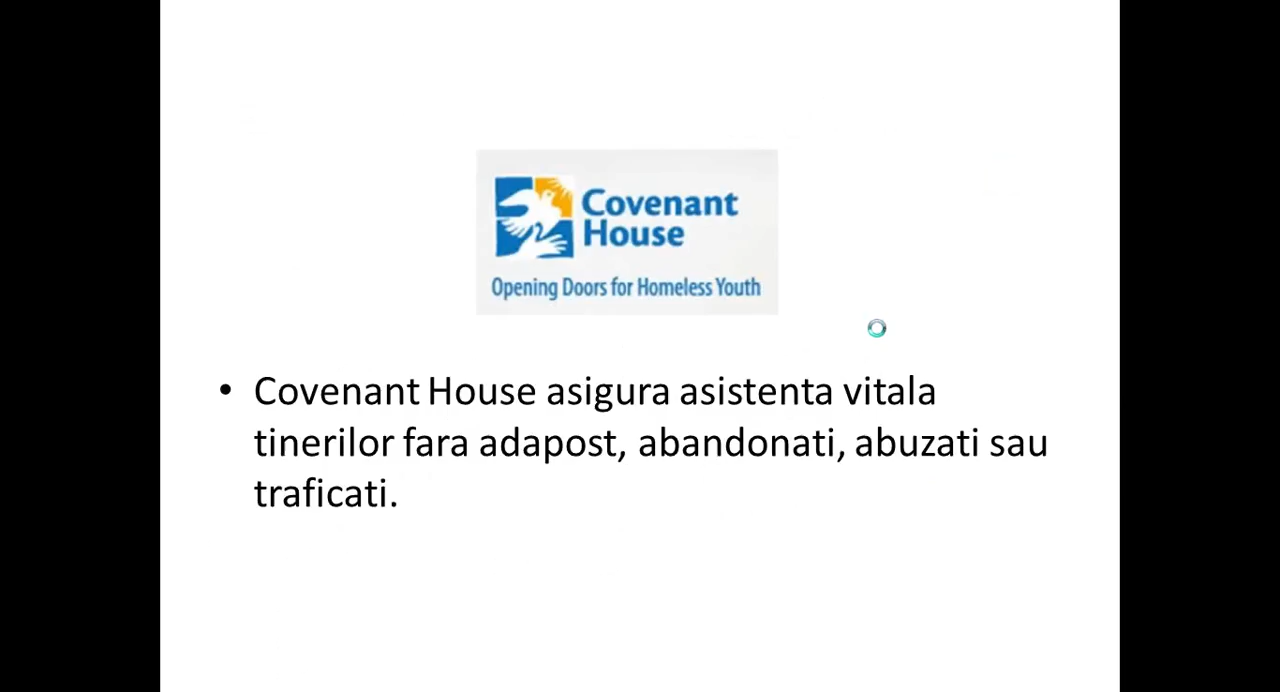 Covenant
House
Opening Doors for Homeless Youth
• Covenant House asigura asistenta vitala
tinerilor fara adapost, abandonati, abuzati sau
traficati.